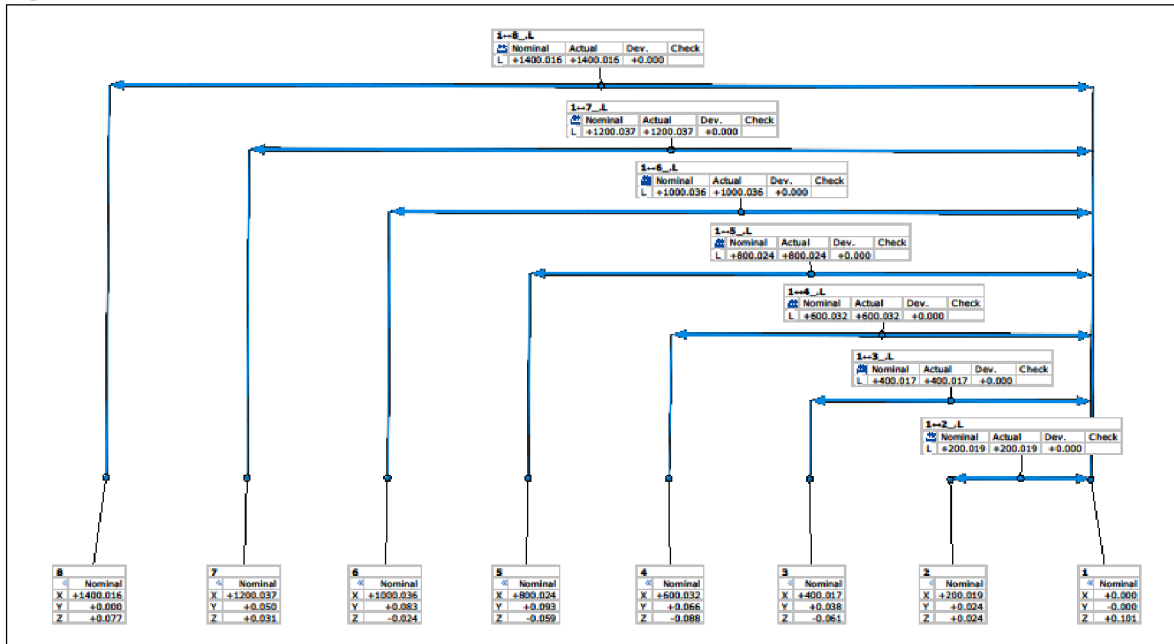 1↔8_.L
Nominal Actual Dev. Check
L +1400.016 +1400.016 +0.000
1↔7_.L
Nominal Actual Dev. Check
L +1200.037 +1200.037 +0.000
1↔6_.L
Nominal Actual Dev. Check
L +1000.036 +1000.036 +0.000
1↔5_.L
Nominal Actual Dev. Check
L +800.024 +800.024 +0.000
1↔4_.L
Nominal Actual Dev. Check
L +600.032 +600.032 +0.000
1↔3_.L
Nominal Actual Dev. Check
L +400.017 +400.017 +0.000
1↔2_.L
Nominal Actual Dev. Check
L +200.019 +200.019 +0.000
8
Nominal
X +1400.016
Y +0.000
Z +0.077
7
Nominal
X +1200.037
Y +0.050
Z +0.031
6
Nominal
X +1000.036
Y +0.083
Z -0.024
5
Nominal
X +800.024
Y +0.093
Z -0.059
4
Nominal
X +600.032
Y +0.066
Z -0.088
3
Nominal
X +400.017
Y +0.038
Z -0.061
2
Nominal
X +200.019
Y +0.024
Z +0.024
1
Nominal
X +0.000
Y -0.000
Z +0.101